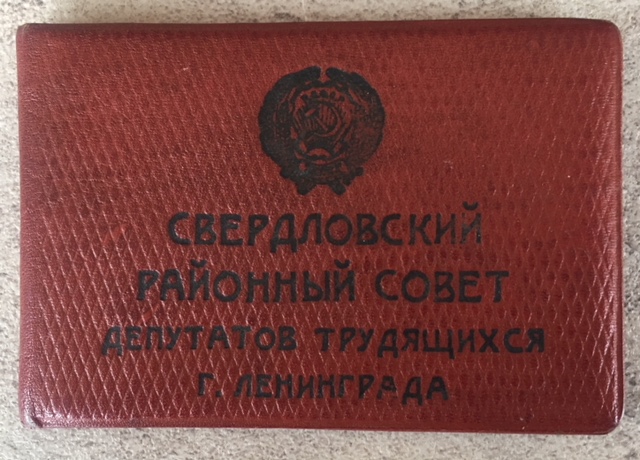 СВЕРДЛОВСКИЙ
РАЙОННЫЙ СОВЕТ
ДЕПУТАТОВ ТРУДЯЩИХСЯ
Г. ЛЕНИНГРАДА